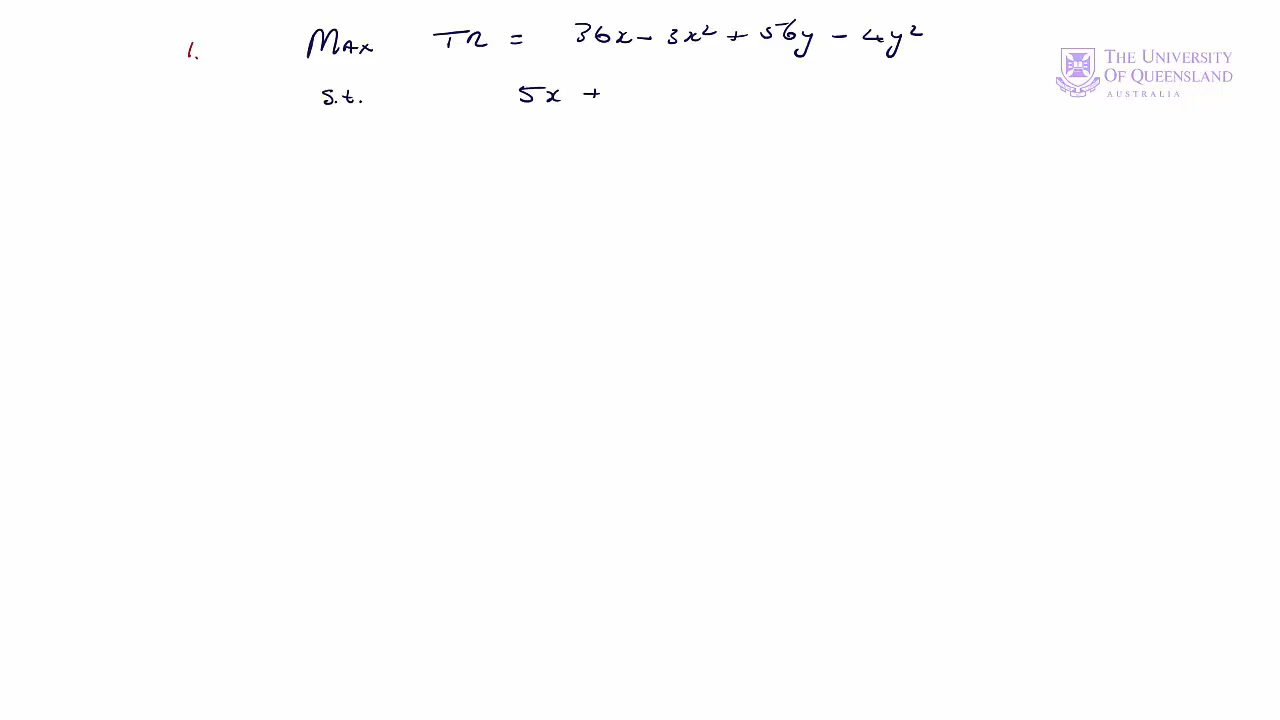 1. Max TR = 36x - 3x² + 56y - 4y²
s.t. 5x +
THE UNIVERSITY
OF QUEENSLAND
AUSTRALIA